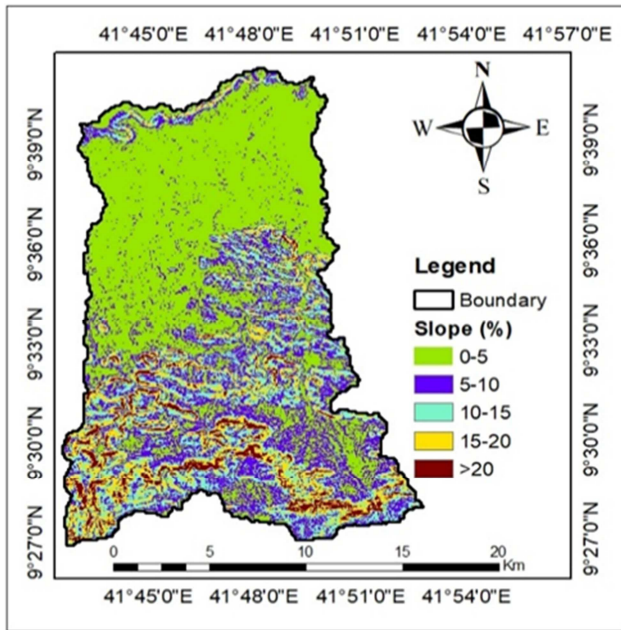 41°45'0"E 41°48'0"E 41°51'0"E 41°54'0"E 41°57'0"E
N
W E
S
9°39'0"N 9°39'0"N
9°36'0"N 9°36'0"N
9°33'0"N 9°33'0"N
9°30'0"N 9°30'0"N
9°27'0"N 9°27'0"N
Legend
Boundary
Slope (%)
0-5
5-10
10-15
15-20
>20
0 5 10 15 20
Km
41°45'0"E 41°48'0"E 41°51'0"E 41°54'0"E